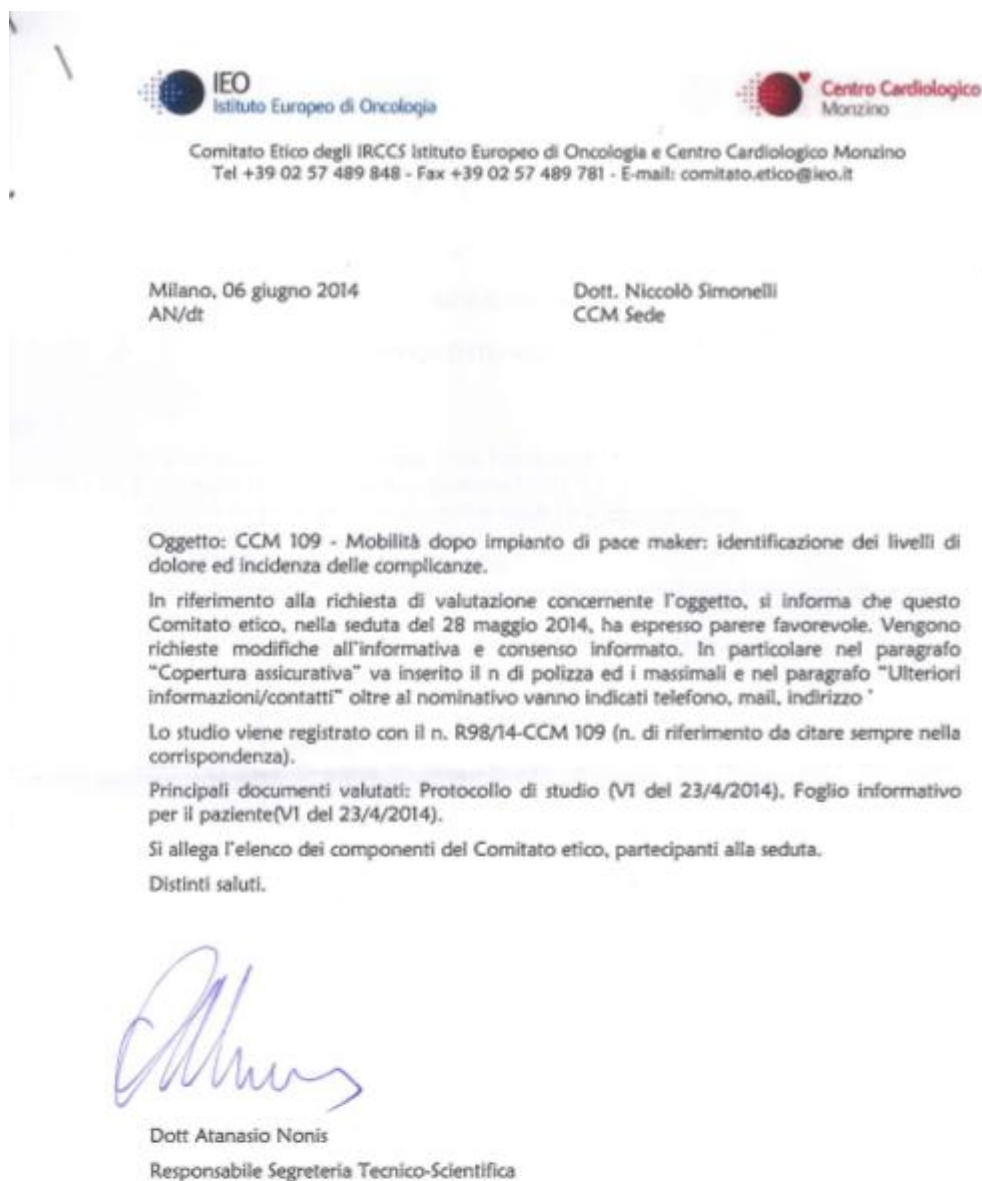 IEO
Istituto Europeo di Oncologia
Centro Cardiologico
Monzino
Comitato Etico degli IRCCS Istituto Europeo di Oncologia e Centro Cardiologico Monzino
Tel +39 02 57 489 848 - Fax +39 02 57 489 781 - E-mail: comitato.etico@ieo.it
Milano, 06 giugno 2014
AN/dt
Dott. Niccolò Simonelli
CCM Sede
Oggetto: CCM 109 - Mobilità dopo impianto di pace maker: identificazione dei livelli di
dolore ed incidenza delle complicanze.
In riferimento alla richiesta di valutazione concernente l'oggetto, si informa che questo
Comitato etico, nella seduta del 28 maggio 2014, ha espresso parere favorevole. Vengono
richieste modifiche all'informativa e consenso informato. In particolare nel paragrafo
"Copertura assicurativa" va inserito il n di polizza ed i massimali e nel paragrafo "Ulteriori
informazioni/contatti" oltre al nominativo vanno indicati telefono, mail, indirizzo "
Lo studio viene registrato con il n. R98/14-CCM 109 (n. di riferimento da citare sempre nella
corrispondenza).
Principali documenti valutati: Protocollo di studio (V1 del 23/4/2014), Foglio informativo
per il paziente(V1 del 23/4/2014).
Si allega l'elenco dei componenti del Comitato etico, partecipanti alla seduta.
Distinti saluti.
Dott Atanasio Nonis
Responsabile Segreteria Tecnico-Scientifica